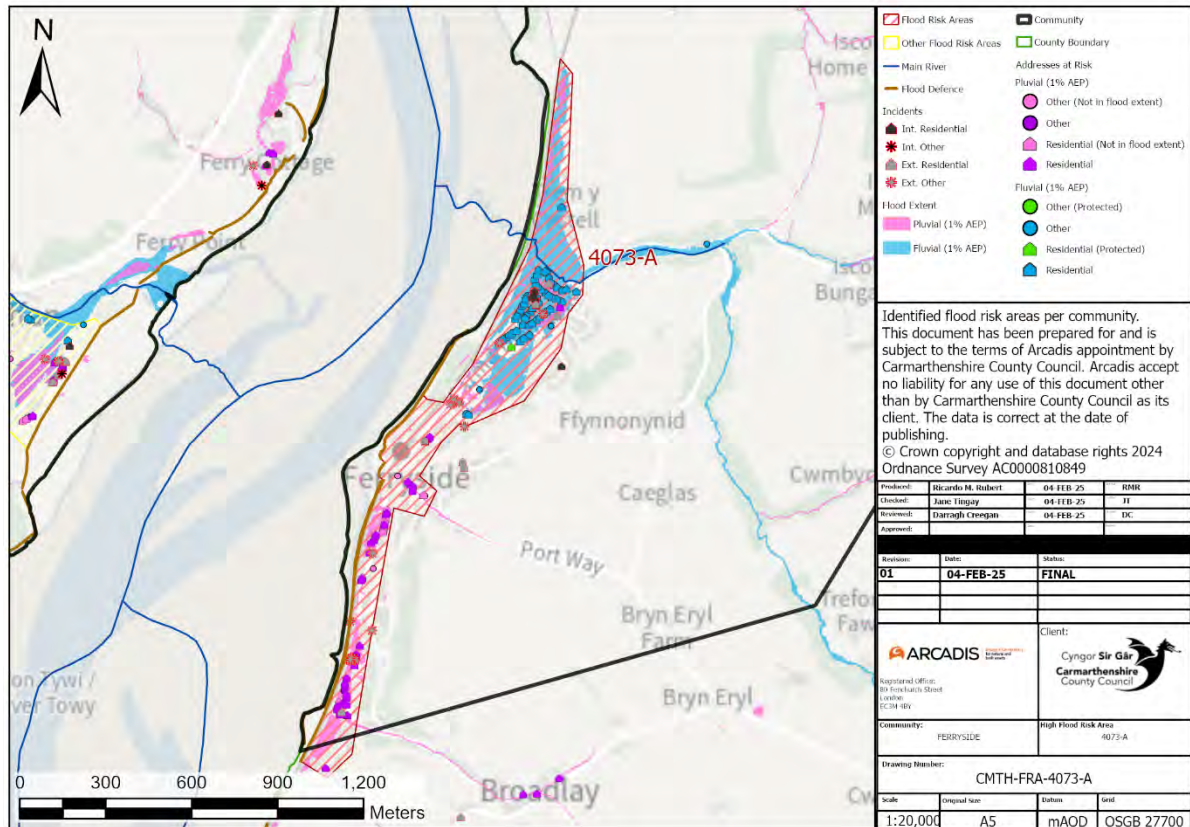 N
Ferry Point
4073-A
Ffynnonynid
Ferryside
Caeglas
Port Way
Bryn Eryl
Farm
Bryn Eryl
Broadlay
0 300 600 900 1,200
Meters
Flood Risk Areas
Other Flood Risk Areas
Main River
Flood Defence
Incidents
Int. Residential
Int. Other
Ext. Residential
Ext. Other
Flood Extent
Pluvial (1% AEP)
Fluvial (1% AEP)
Community
County Boundary
Addresses at Risk
Pluvial (1% AEP)
Other (Not in flood extent)
Other
Residential (Not in flood extent)
Residential
Fluvial (1% AEP)
Other (Protected)
Other
Residential (Protected)
Residential
Identified flood risk areas per community.
This document has been prepared for and is
subject to the terms of Arcadis appointment by
Carmarthenshire County Council. Arcadis accept
no liability for any use of this document other
than by Carmarthenshire County Council as its
client. The data is correct at the date of
publishing.
© Crown copyright and database rights 2024
Ordnance Survey AC0000810849
Produced: Ricardo M. Rubert 04-FEB-25 RMR
Checked: Jane Tingay 04-FEB-25 JT
Reviewed: Darragh Creegan 04-FEB-25 DC
Approved:
Revision: Date: Status:
01 04-FEB-25 FINAL
ARCADIS
Registered Office:
80 Fenchurch Street
London
EC3M 4BY
Client:
Cyngor Sir Gâr
Carmarthenshire
County Council
Community:
FERRYSIDE
High Flood Risk Area
4073-A
Drawing Number:
CMTH-FRA-4073-A
Scale Original Size Datum Grid
1:20,000 A5 mAOD OSGB 27700